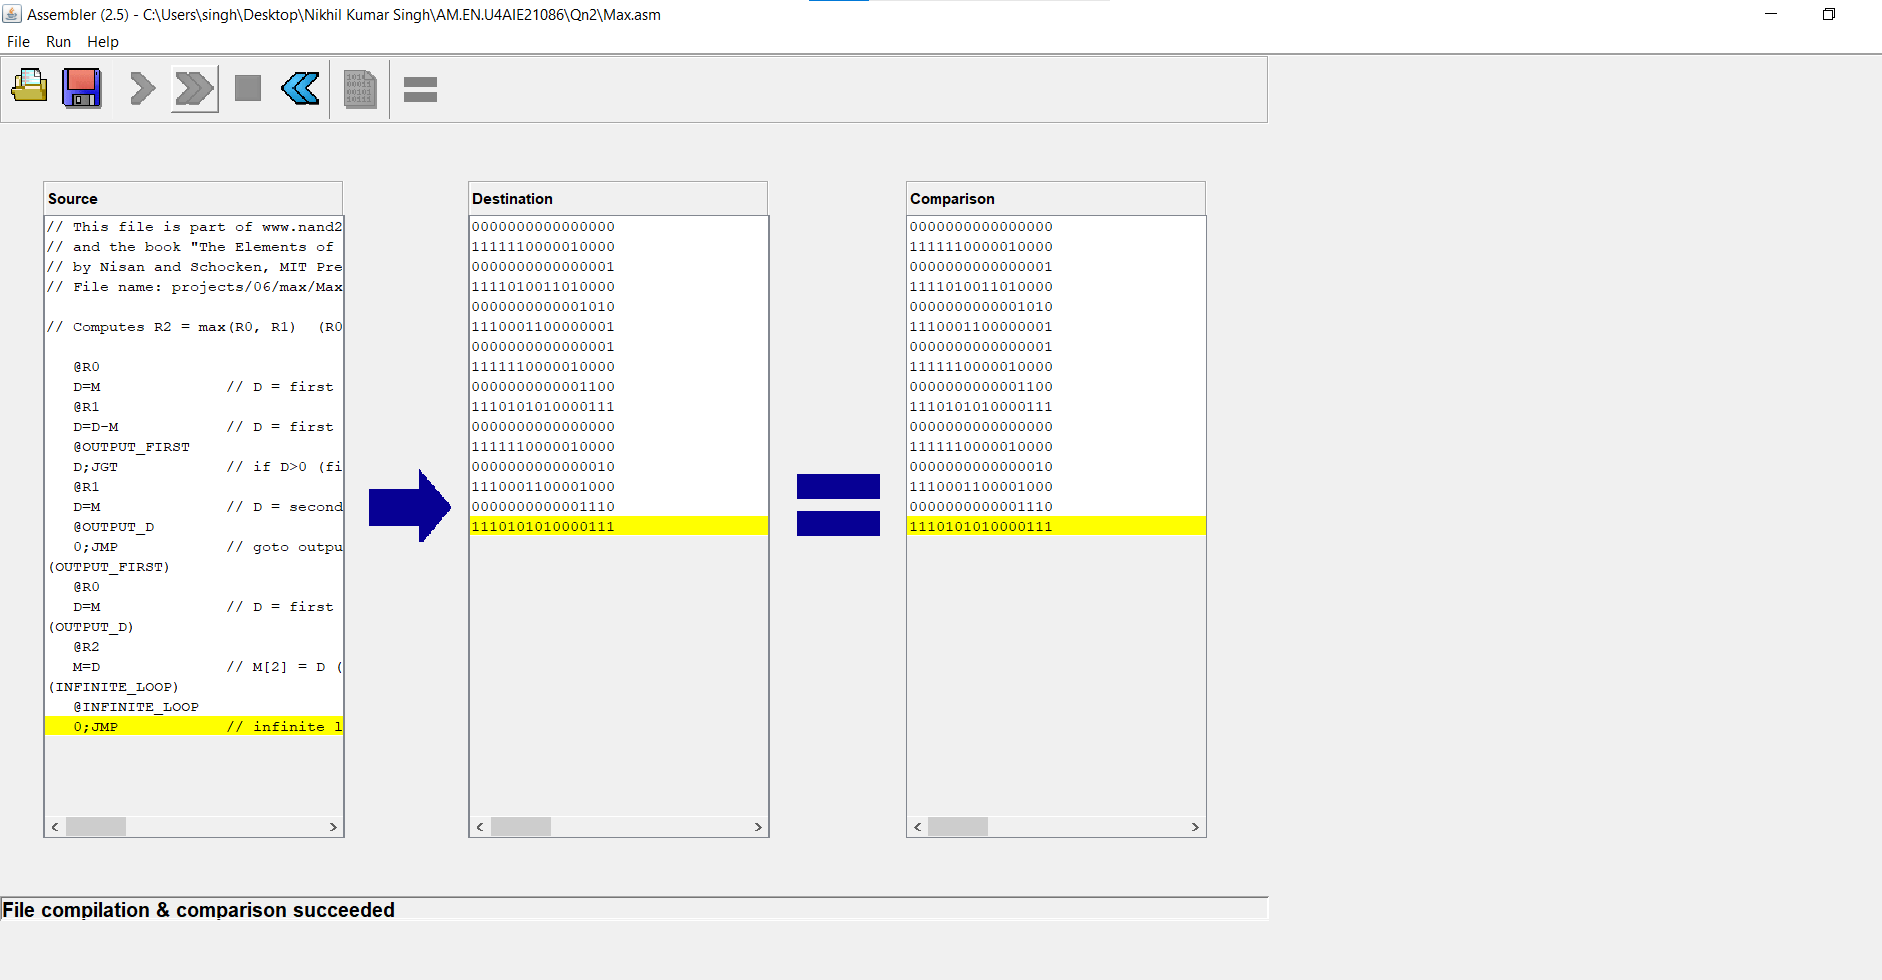 Assembler (2.5) - C:\Users\singh\Desktop\Nikhil Kumar Singh\AM.EN.U4AIE21086\Qn2\Max.asm
File Run Help
Source
// This file is part of www.nand2
// and the book "The Elements of
// by Nisan and Schocken, MIT Pre
// File name: projects/06/max/Max
// Computes R2 = max(R0, R1) (R0
@R0
D=M // D = first
@R1
D=D-M // D = first
@OUTPUT_FIRST
D;JGT // if D>0 (fi
@R1
D=M // D = second
@OUTPUT_D
0;JMP // goto outpu
(OUTPUT_FIRST)
@R0
D=M // D = first
(OUTPUT_D)
@R2
M=D // M[2] = D (
(INFINITE_LOOP)
@INFINITE_LOOP
0;JMP // infinite l
Destination
0000000000000000
1111110000010000
0000000000000001
1111010011010000
0000000000001010
1110001100000001
0000000000000001
1111110000010000
0000000000001100
1110101010000111
0000000000000000
1111110000010000
0000000000000010
1110001100001000
0000000000001110
1110101010000111
Comparison
0000000000000000
1111110000010000
0000000000000001
1111010011010000
0000000000001010
1110001100000001
0000000000000001
1111110000010000
0000000000001100
1110101010000111
0000000000000000
1111110000010000
0000000000000010
1110001100001000
0000000000001110
1110101010000111
File compilation & comparison succeeded